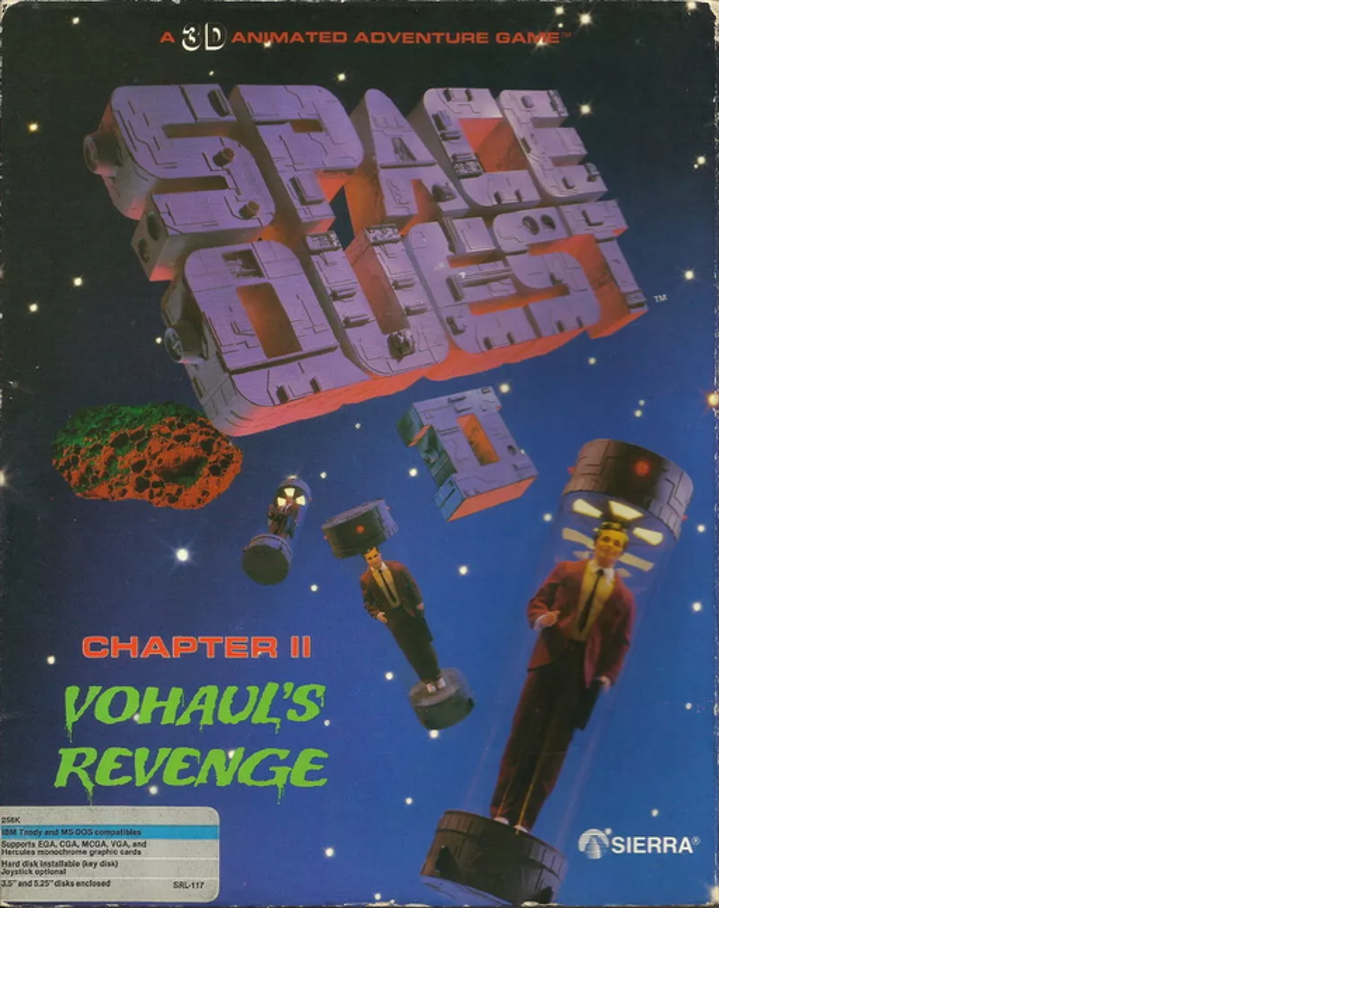 A 3D ANIMATED ADVENTURE GAME™
SPACE
QUEST™
II
CHAPTER II
VOHAUL'S
REVENGE
256K
IBM Tandy and MS-DOS compatibles
Supports EGA, CGA, MCGA, VGA, and
Hercules monochrome graphic cards
Hard disk installable (key disk)
Joystick optional
3.5" and 5.25" disks enclosed SRL-117
SIERRA®